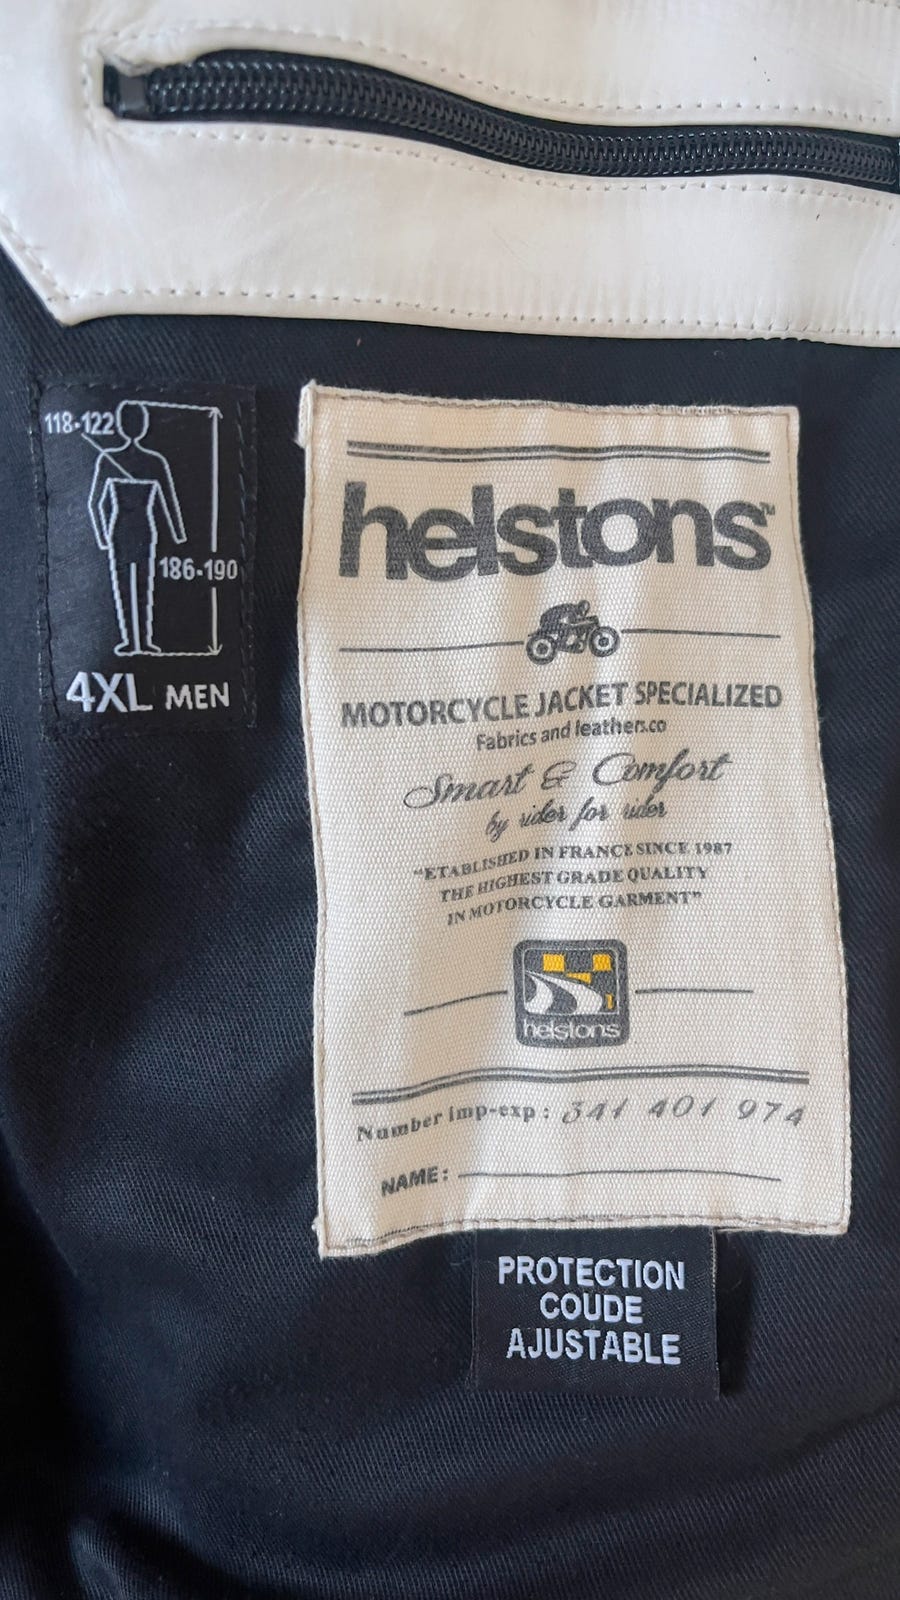 118-122
186-190
4XL MEN
helstons™
MOTORCYCLE JACKET SPECIALIZED
Fabrics and leathers.co
Smart & Comfort
by rider for rider
"ETABLISHED IN FRANCE SINCE 1987
THE HIGHEST GRADE QUALITY
IN MOTORCYCLE GARMENT"
helstons
Number imp-exp : 341 401 974
NAME :
PROTECTION
COUDE
AJUSTABLE